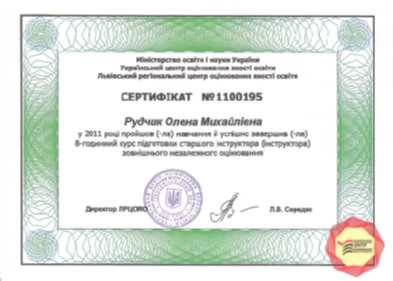 Міністерство освіти і науки України
Український центр оцінювання якості освіти
Львівський регіональний центр оцінювання якості освіти
СЕРТИФІКАТ №1100195
Рудчик Олена Михайлівна
у 2011 році пройшов (-ла) навчання й успішно завершив (-ла)
8-годинний курс підготовки старшого інструктора (інструктора)
зовнішнього незалежного оцінювання
Директор ЛРЦОЯО Л.В. Середяк